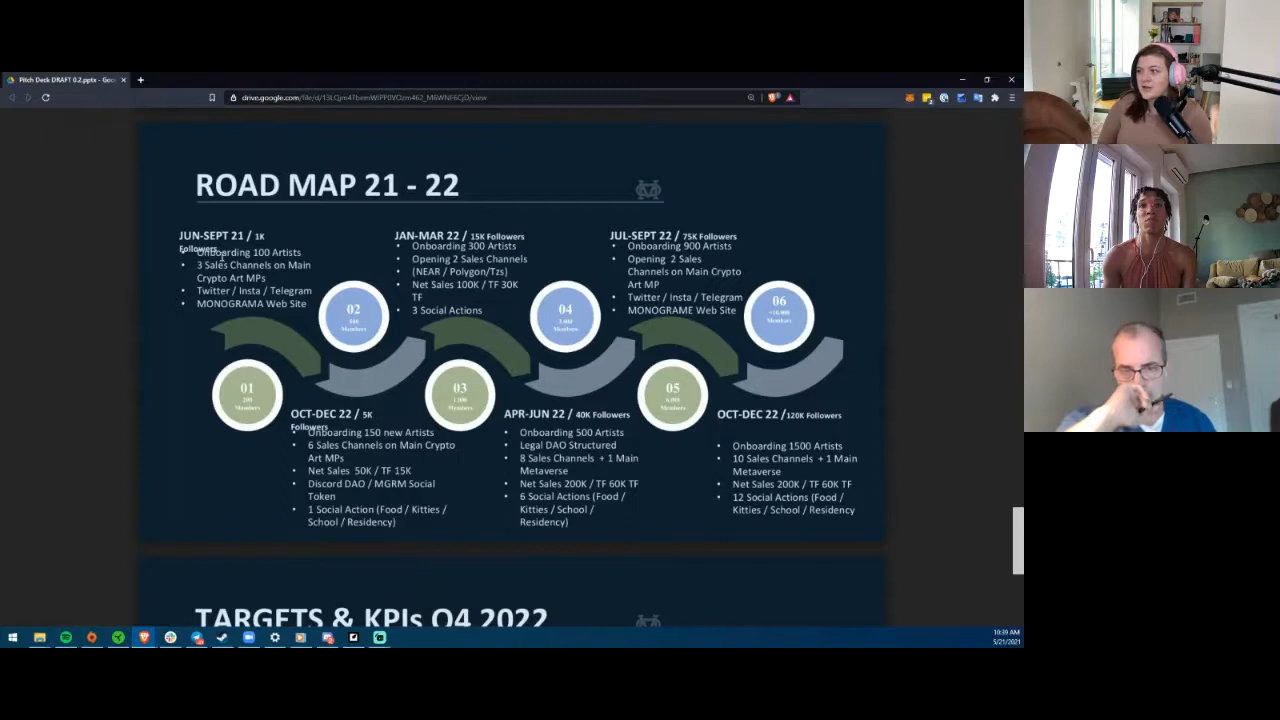 Pitch Deck DRAFT 0.2.pptx - Goo
ROAD MAP 21 - 22
JUN-SEPT 21 / 1K
Followers
• Onboarding 100 Artists
• 3 Sales Channels on Main
Crypto Art MPs
• Twitter / Insta / Telegram
• MONOGRAMA Web Site
JAN-MAR 22 / 15K Followers
• Onboarding 300 Artists
• Opening 2 Sales Channels
• (NEAR / Polygon/Tzs)
• Net Sales 100K / TF 30K
TF
• 3 Social Actions
JUL-SEPT 22 / 75K Followers
• Onboarding 900 Artists
• Opening 2 Sales
Channels on Main Crypto
Art MP
• Twitter / Insta / Telegram
• MONOGRAME Web Site
02
Members
04
Members
06
Members
01
Members
03
Members
05
Members
OCT-DEC 22 / 5K
Followers
• Onboarding 150 new Artists
• 6 Sales Channels on Main Crypto
Art MPs
• Net Sales 50K / TF 15K
• Discord DAO / MGRM Social
Token
• 1 Social Action (Food / Kitties /
School / Residency)
APR-JUN 22 / 40K Followers
• Onboarding 500 Artists
• Legal DAO Structured
• 8 Sales Channels + 1 Main
Metaverse
• Net Sales 200K / TF 60K TF
• 6 Social Actions (Food /
Kitties / School /
Residency)
OCT-DEC 22 /120K Followers
• Onboarding 1500 Artists
• 10 Sales Channels + 1 Main
Metaverse
• Net Sales 200K / TF 60K TF
• 12 Social Actions (Food /
Kitties / School / Residency
TARGETS & KPIs Q4 2022
10:39 AM
5/21/2021